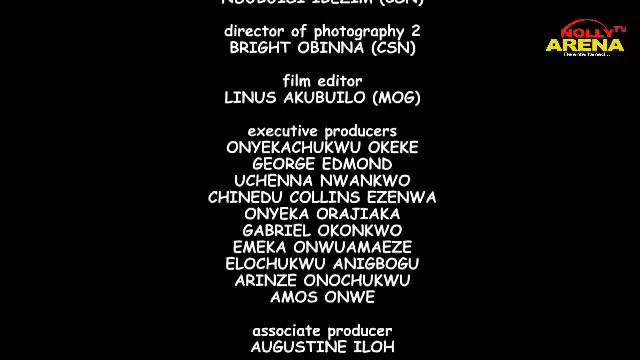 director of photography 2
BRIGHT OBINNA (CSN)
film editor
LINUS AKUBUILO (MOG)
executive producers
ONYEKACHUKWU OKEKE
GEORGE EDMOND
UCHENNA NWANKWO
CHINEDU COLLINS EZENWA
ONYEKA ORAJIAKA
GABRIEL OKONKWO
EMEKA ONWUAMAEZE
ELOCHUKWU ANIGBOGU
ARINZE ONOCHUKWU
AMOS ONWE
associate producer
AUGUSTINE ILOH
NOLLY TV
ARENA